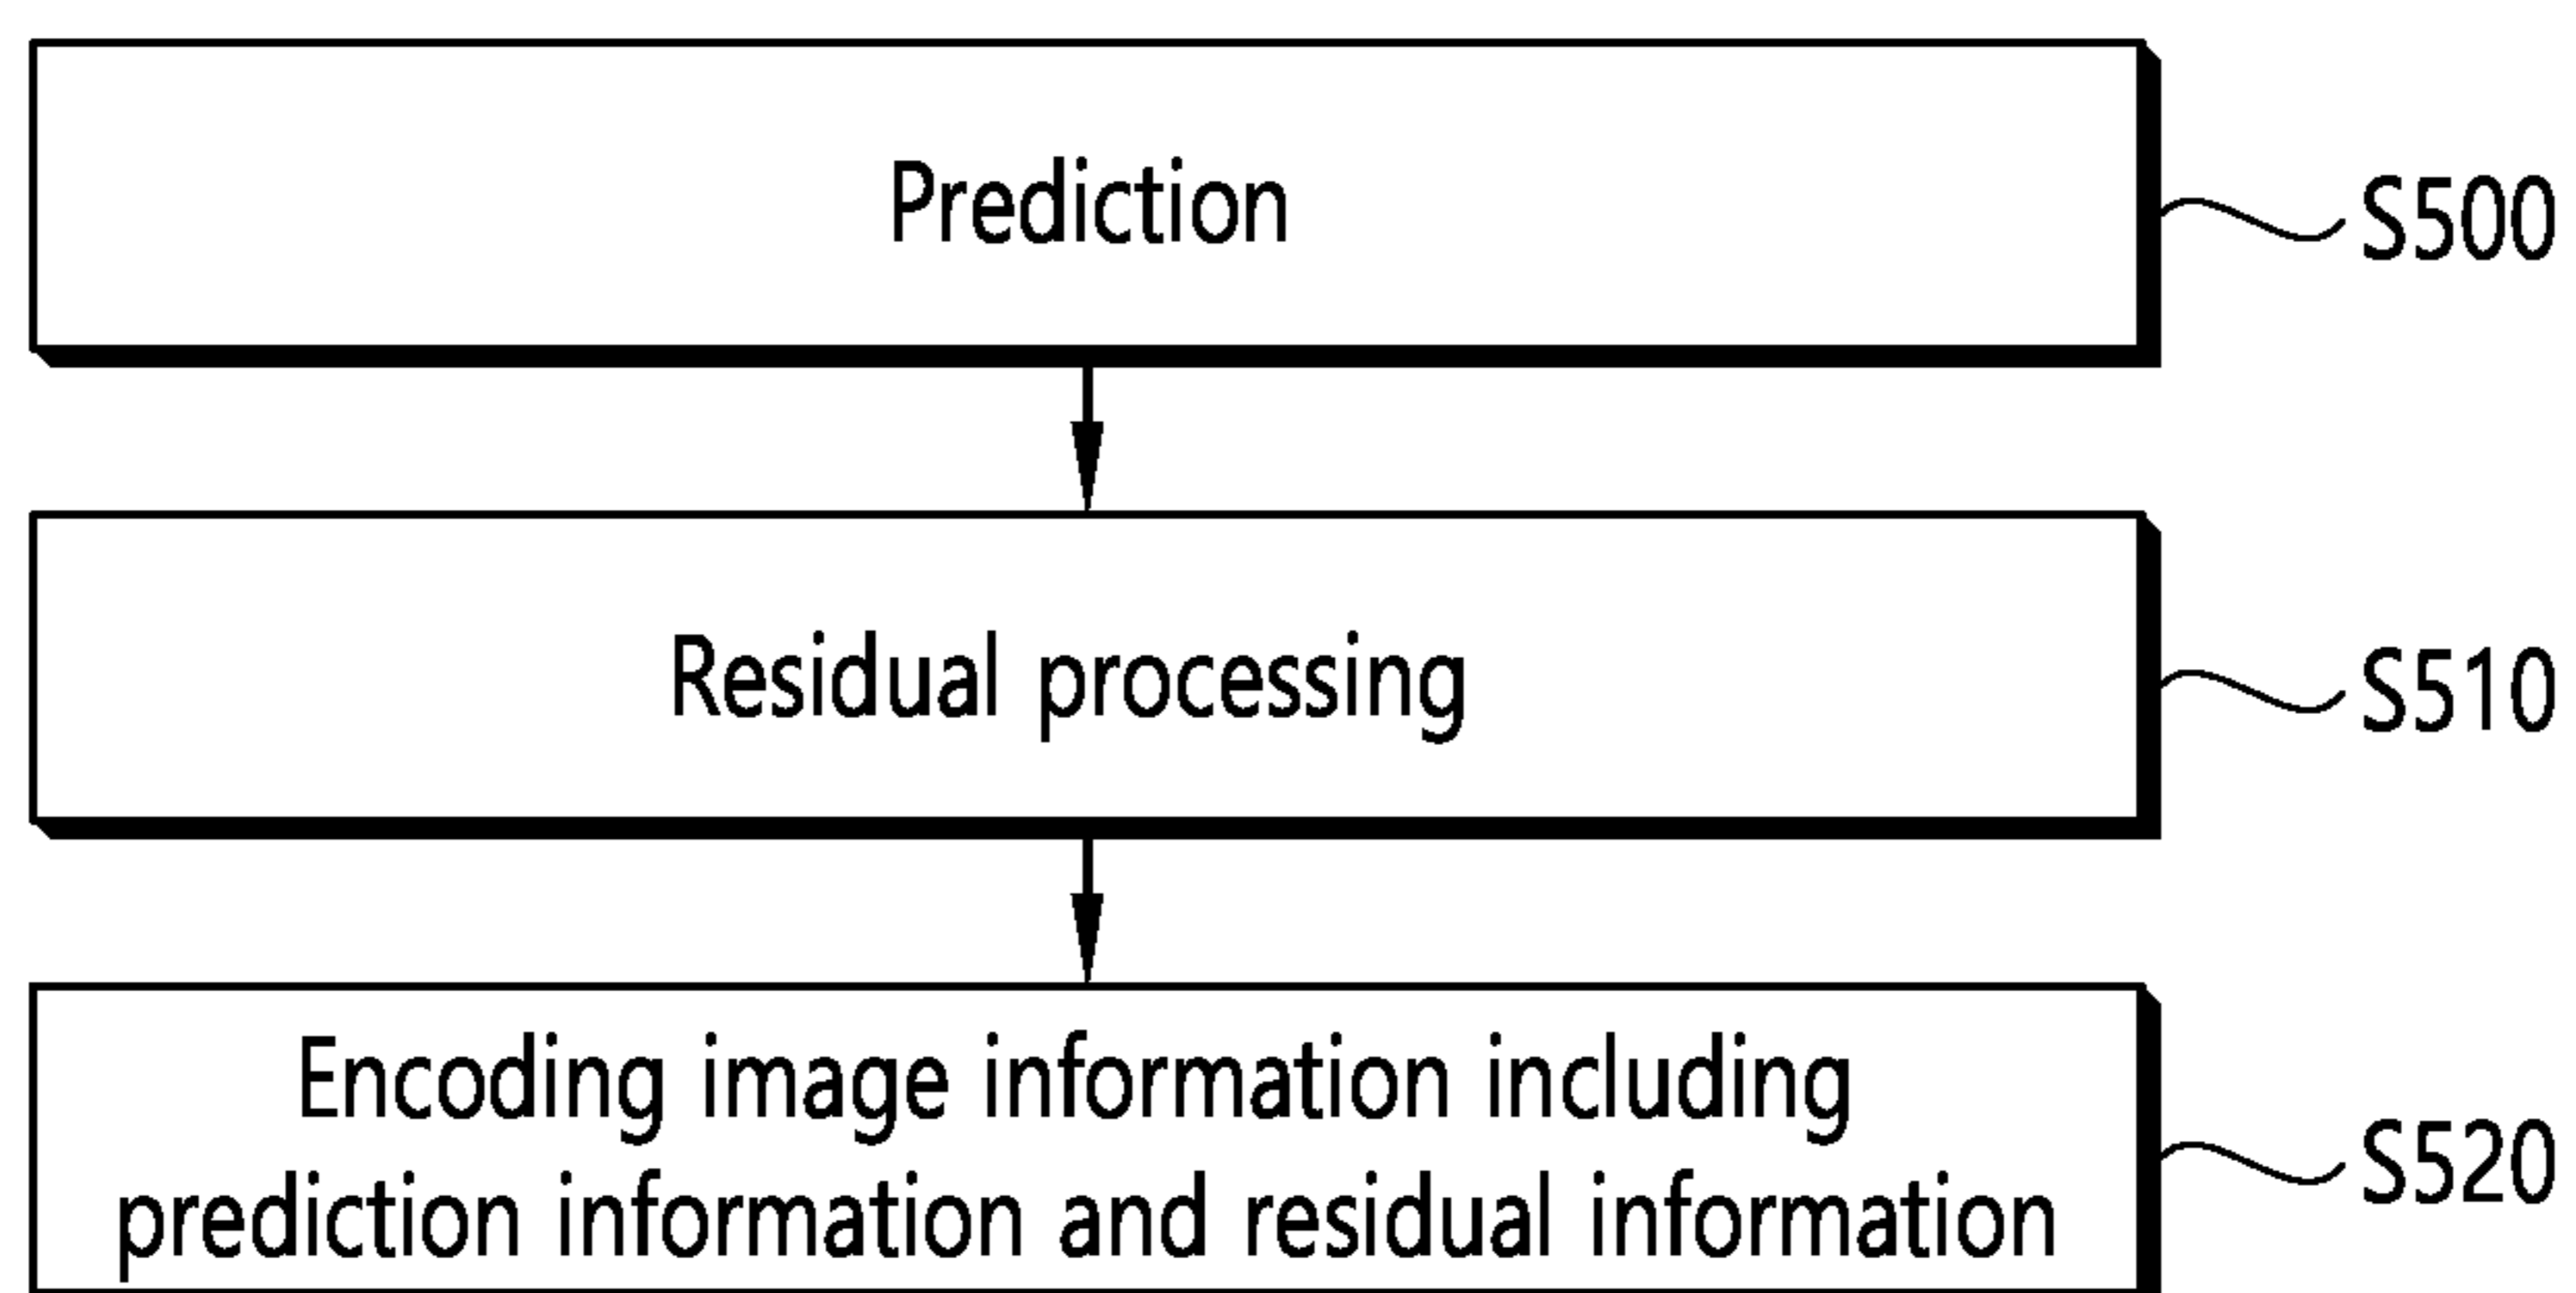 Prediction
S500
Residual processing
S510
Encoding image information including
prediction information and residual information
S520